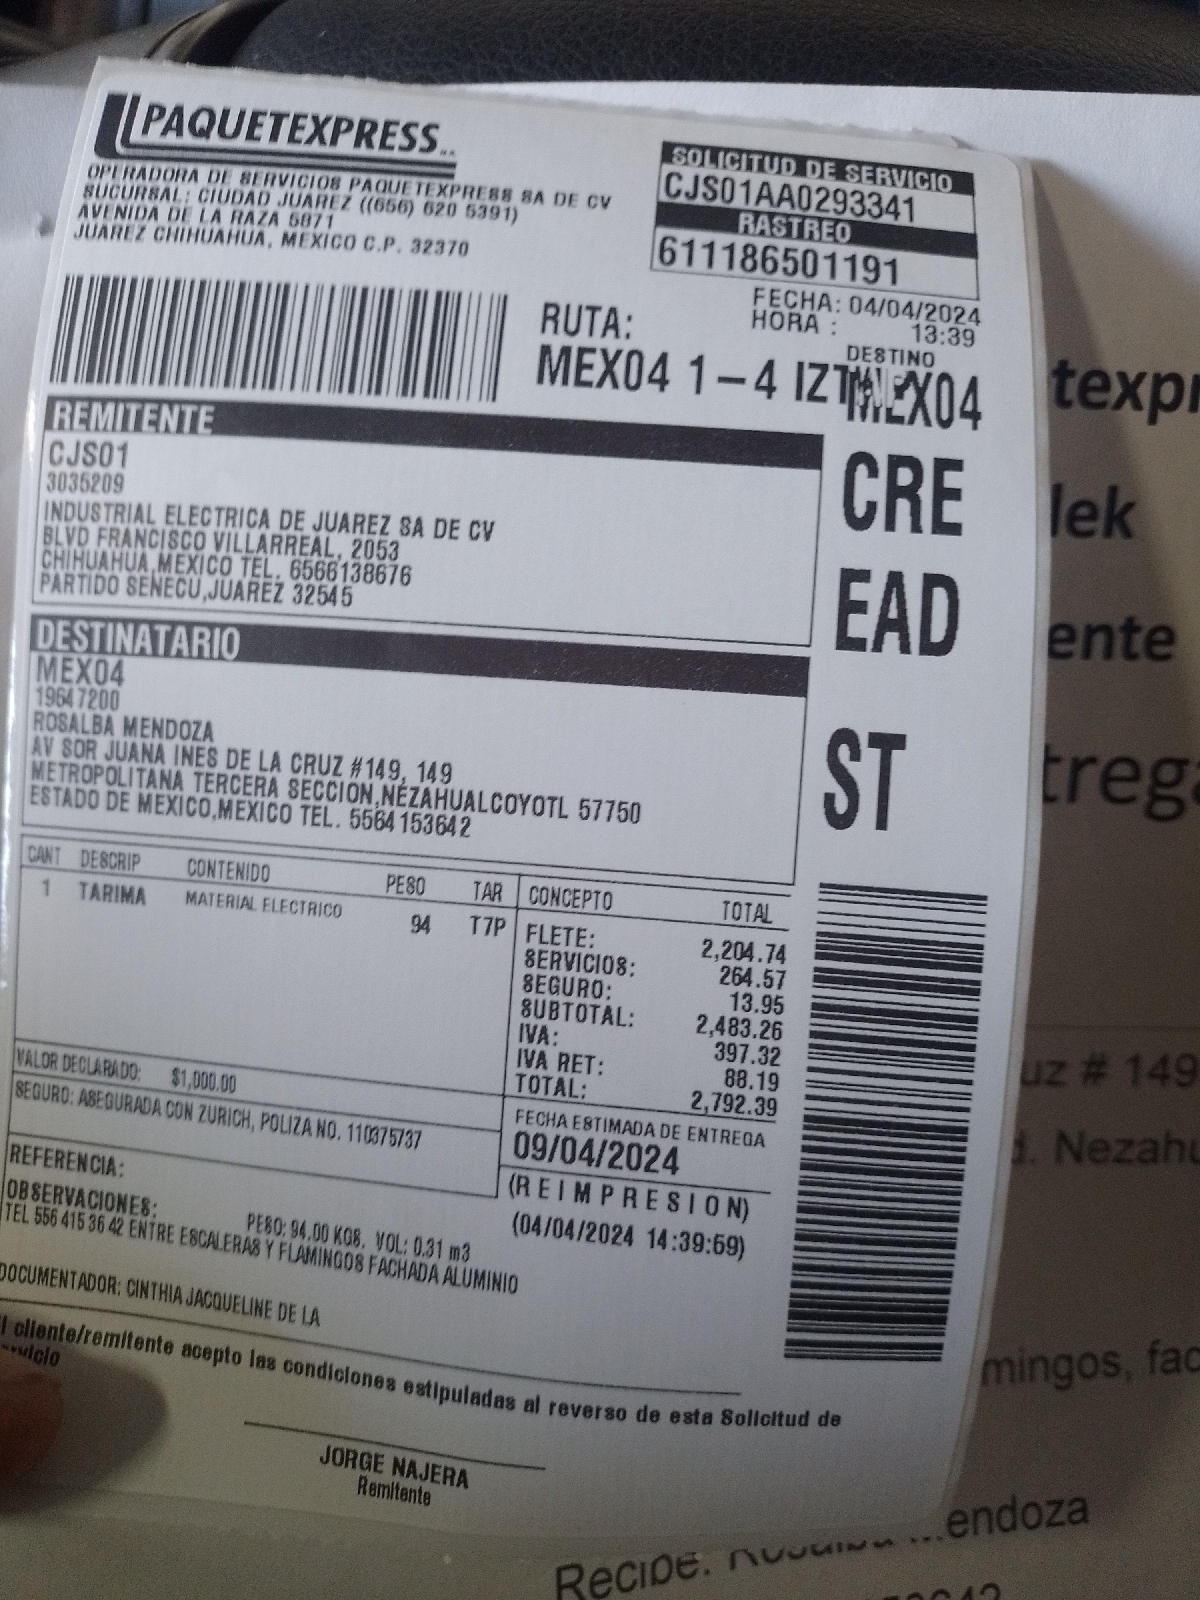 PAQUETEXPRESS
OPERADORA DE SERVICIOS PAQUETEXPRESS SA DE CV
SUCURSAL: CIUDAD JUAREZ ((656) 620 5391)
AVENIDA DE LA RAZA 5871
JUAREZ CHIHUAHUA, MEXICO C.P. 32370
SOLICITUD DE SERVICIO
CJS01AA0293341
RASTREO
611186501191
FECHA: 04/04/2024
HORA : 13:39
RUTA:
MEX04 1-4
DESTINO
MEX04
CRE
EAD
ST
REMITENTE
CJS01
3035209
INDUSTRIAL ELECTRICA DE JUAREZ SA DE CV
BLVD FRANCISCO VILLARREAL, 2053
CHIHUAHUA,MEXICO TEL. 6566138676
PARTIDO SENECU,JUAREZ 32545
DESTINATARIO
MEX04
19647200
ROSALBA MENDOZA
AV SOR JUANA INES DE LA CRUZ #149, 149
METROPOLITANA TERCERA SECCION,NEZAHUALCOYOTL 57750
ESTADO DE MEXICO,MEXICO TEL. 5564153642
CANT DESCRIP CONTENIDO PESO TAR
1 TARIMA MATERIAL ELECTRICO 94 T7P
CONCEPTO TOTAL
FLETE: 2,204.74
SERVICIOS: 264.57
SEGURO: 13.95
SUBTOTAL: 2,483.26
IVA: 397.32
IVA RET: 88.19
TOTAL: 2,792.39
VALOR DECLARADO: $1,000.00
SEGURO: ASEGURADA CON ZURICH, POLIZA NO. 110375737
FECHA ESTIMADA DE ENTREGA
09/04/2024
(REIMPRESION)
(04/04/2024 14:39:59)
REFERENCIA:
OBSERVACIONES:
PESO: 94.00 KGS. VOL: 0.31 m3
TEL 556 415 36 42 ENTRE ESCALERAS Y FLAMINGOS FACHADA ALUMINIO
DOCUMENTADOR: CINTHIA JACQUELINE DE LA
l cliente/remitente acepto las condiciones estipuladas al reverso de esta Solicitud de
rvicio
JORGE NAJERA
Remitente
texpr
lek
ente
trega
uz # 149
d. Nezahu
mingos, fac
Recibe: endoza